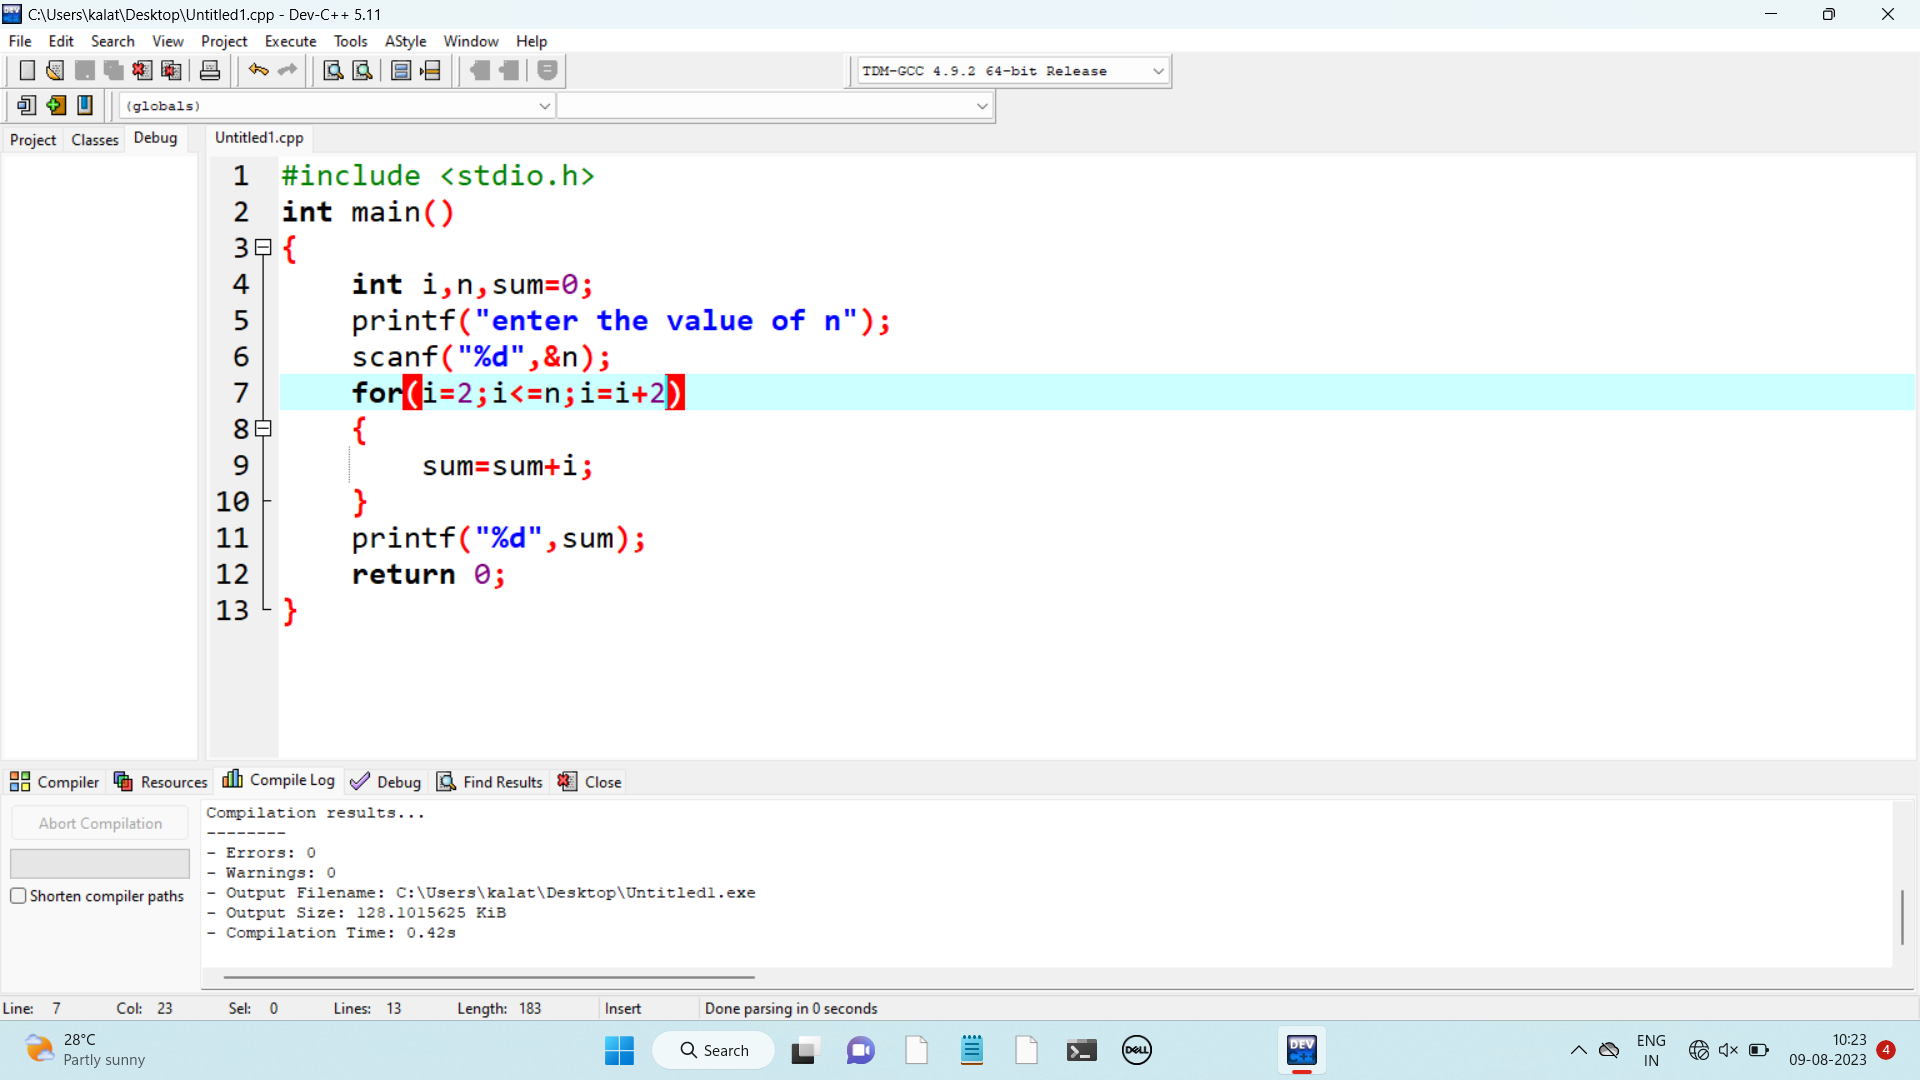 C:\Users\kalat\Desktop\Untitled1.cpp - Dev-C++ 5.11
File Edit Search View Project Execute Tools AStyle Window Help
TDM-GCC 4.9.2 64-bit Release
(globals)
Project Classes Debug Untitled1.cpp
1 #include <stdio.h>
2 int main()
3 {
4 int i,n,sum=0;
5 printf("enter the value of n");
6 scanf("%d",&n);
7 for(i=2;i<=n;i=i+2)
8 {
9 sum=sum+i;
10 }
11 printf("%d",sum);
12 return 0;
13 }
Compiler Resources Compile Log Debug Find Results Close
Abort Compilation
Shorten compiler paths
Compilation results...
--------
- Errors: 0
- Warnings: 0
- Output Filename: C:\Users\kalat\Desktop\Untitled1.exe
- Output Size: 128.1015625 KiB
- Compilation Time: 0.42s
Line: 7 Col: 23 Sel: 0 Lines: 13 Length: 183 Insert Done parsing in 0 seconds
28°C
Partly sunny
Search
DELL
DEV
C++
ENG
IN
10:23
09-08-2023
4